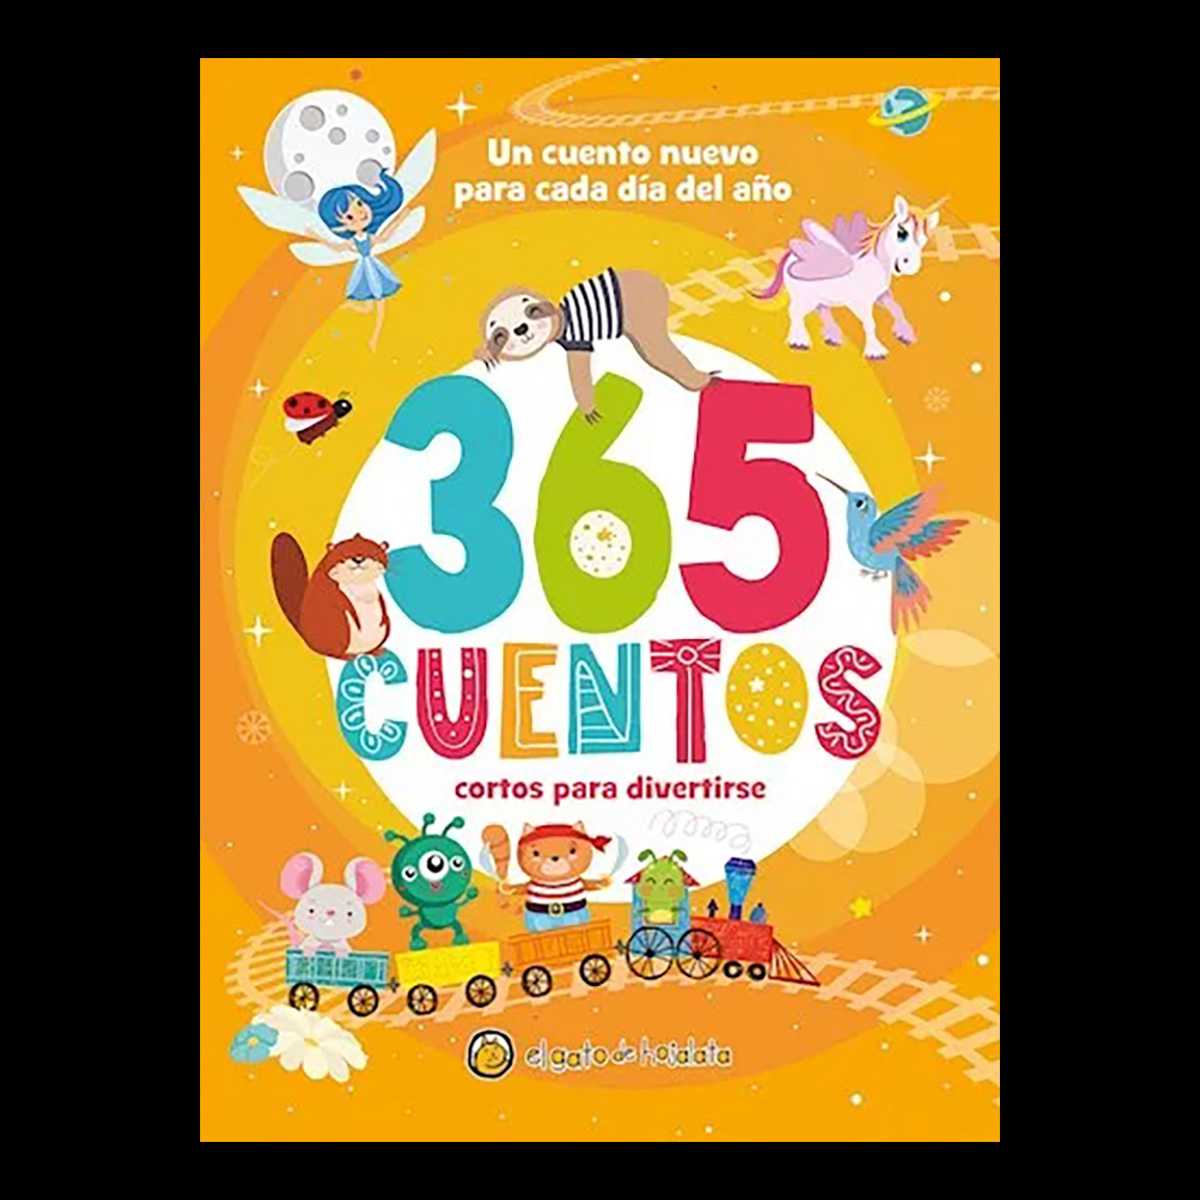 Un cuento nuevo
para cada día del año
365
CUENTOS
cortos para divertirse
el gato de hojalata